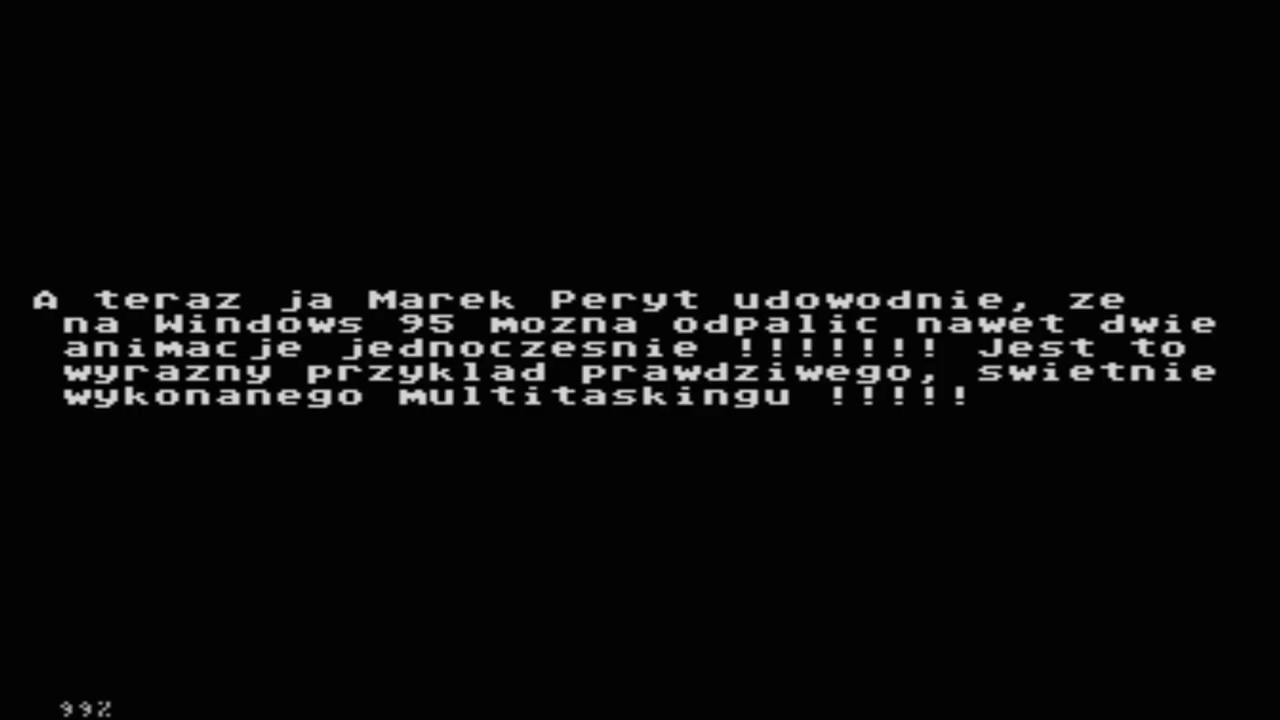 A teraz ja Marek Peryt udowodnie, ze
na Windows 95 mozna odpalic nawet dwie
animacje jednoczesnie !!!!!!! Jest to
wyrazny przyklad prawdziwego, swietnie
wykonanego multitaskingu !!!!!
99%